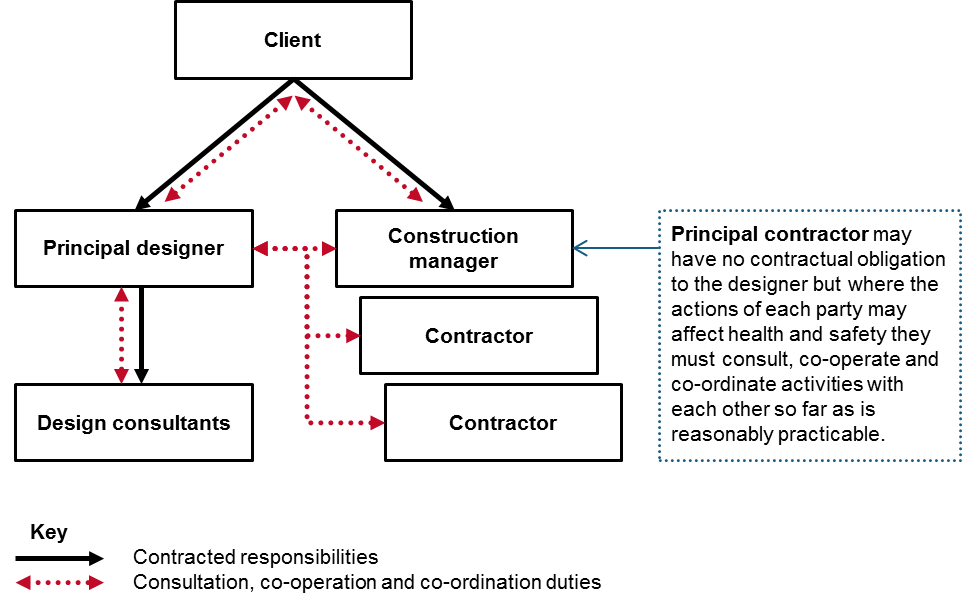 Client
Principal designer
Construction
manager
Principal contractor may
have no contractual obligation
to the designer but where the
actions of each party may
affect health and safety they
must consult, co-operate and
co-ordinate activities with
each other so far as is
reasonably practicable.
Contractor
Design consultants
Contractor
Key
Contracted responsibilities
Consultation, co-operation and co-ordination duties